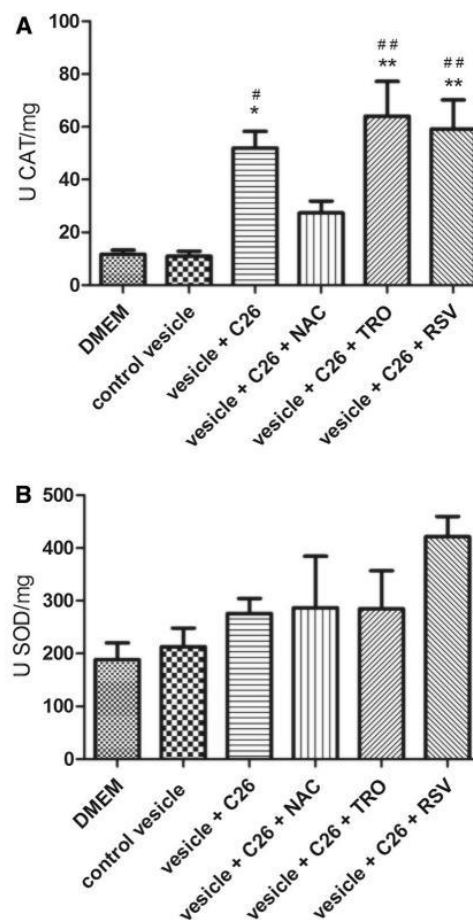 A
U CAT/mg
100
80
60
40
20
0
#
*
##
**
##
**
DMEM
control vesicle
vesicle + C26
vesicle + C26 + NAC
vesicle + C26 + TRO
vesicle + C26 + RSV
B
U SOD/mg
500
400
300
200
100
0
DMEM
control vesicle
vesicle + C26
vesicle + C26 + NAC
vesicle + C26 + TRO
vesicle + C26 + RSV